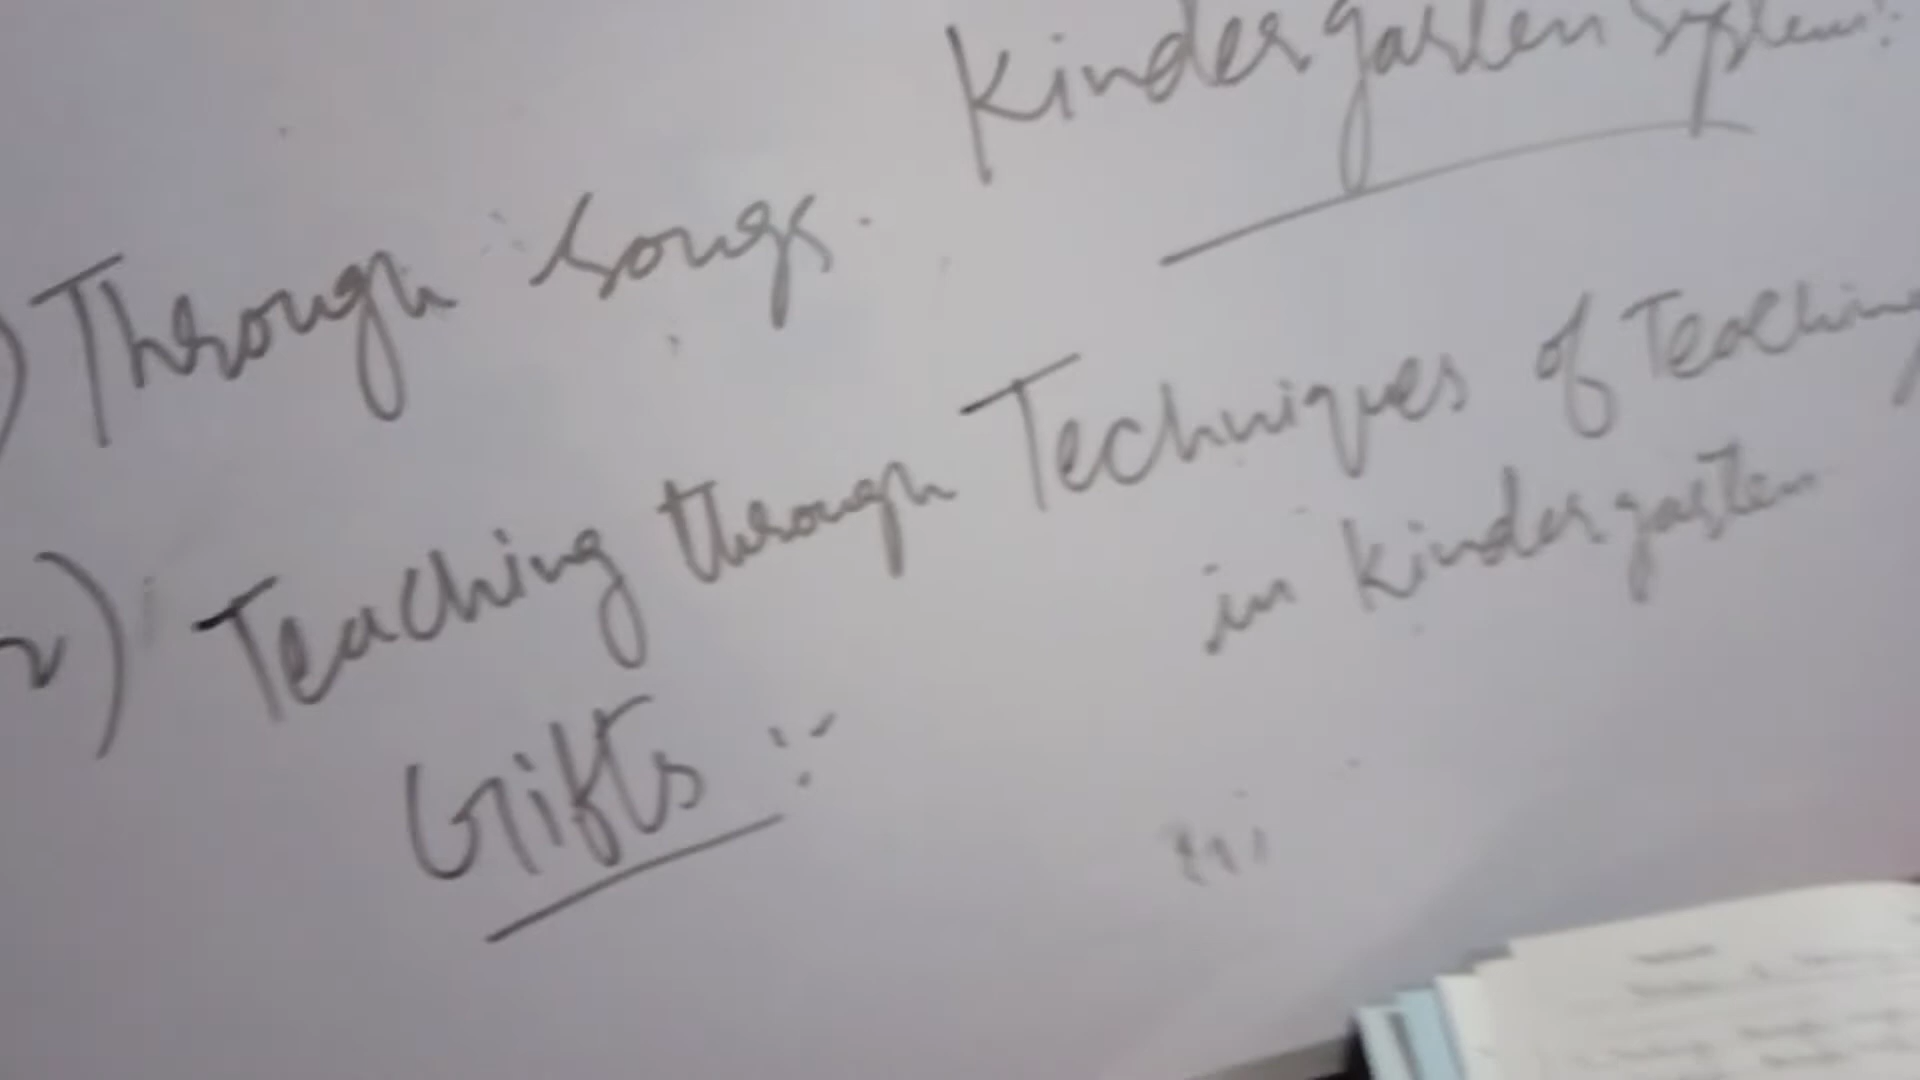 Kindergarten system:
) Through songs.
Techniques of Teaching
in kindergarten
2) Teaching through
Gifts :-